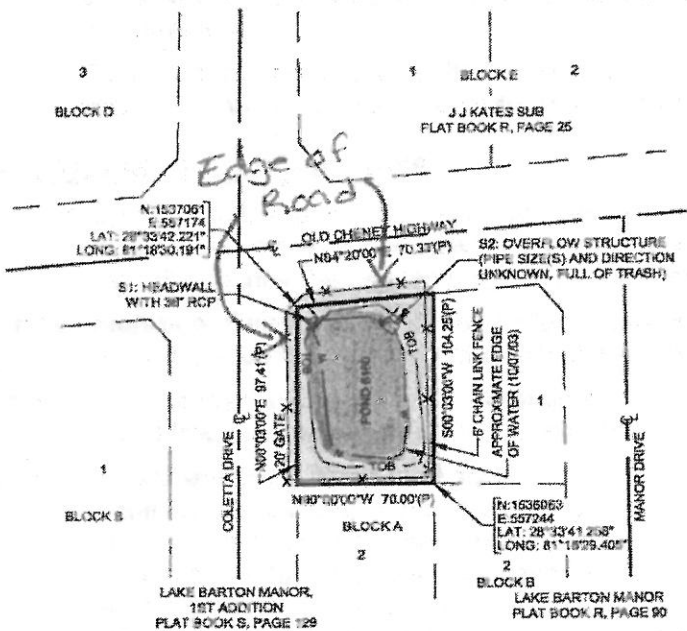 3
BLOCK D
1
BLOCK E
2
J J KATES SUB
PLAT BOOK R, PAGE 25
Edge of
Road
N:1537061
E:557174
LAT: 28°33'42.221"
LONG: 81°18'30.191"
OLD CHENEY HIGHWAY
N84°20'00"E 70.33'(P)
S2: OVERFLOW STRUCTURE
(PIPE SIZE(S) AND DIRECTION
UNKNOWN, FULL OF TRASH)
S1: HEADWALL
WITH 36" RCP
TOB
TOB
POND 6160
N00°03'00"E 97.41'(P)
20' GATE
S00°03'00"W 104.25'(P)
6' CHAIN LINK FENCE
APPROXIMATE EDGE
OF WATER (10/07/03)
1
TOB
COLETTA DRIVE
MANOR DRIVE
1
BLOCK B
N90°00'00"W 70.00'(P)
BLOCK A
2
N:1536963
E:557244
LAT: 28°33'41.258"
LONG: 81°18'29.405"
2
BLOCK B
LAKE BARTON MANOR,
1ST ADDITION
PLAT BOOK S, PAGE 129
LAKE BARTON MANOR
PLAT BOOK R, PAGE 90